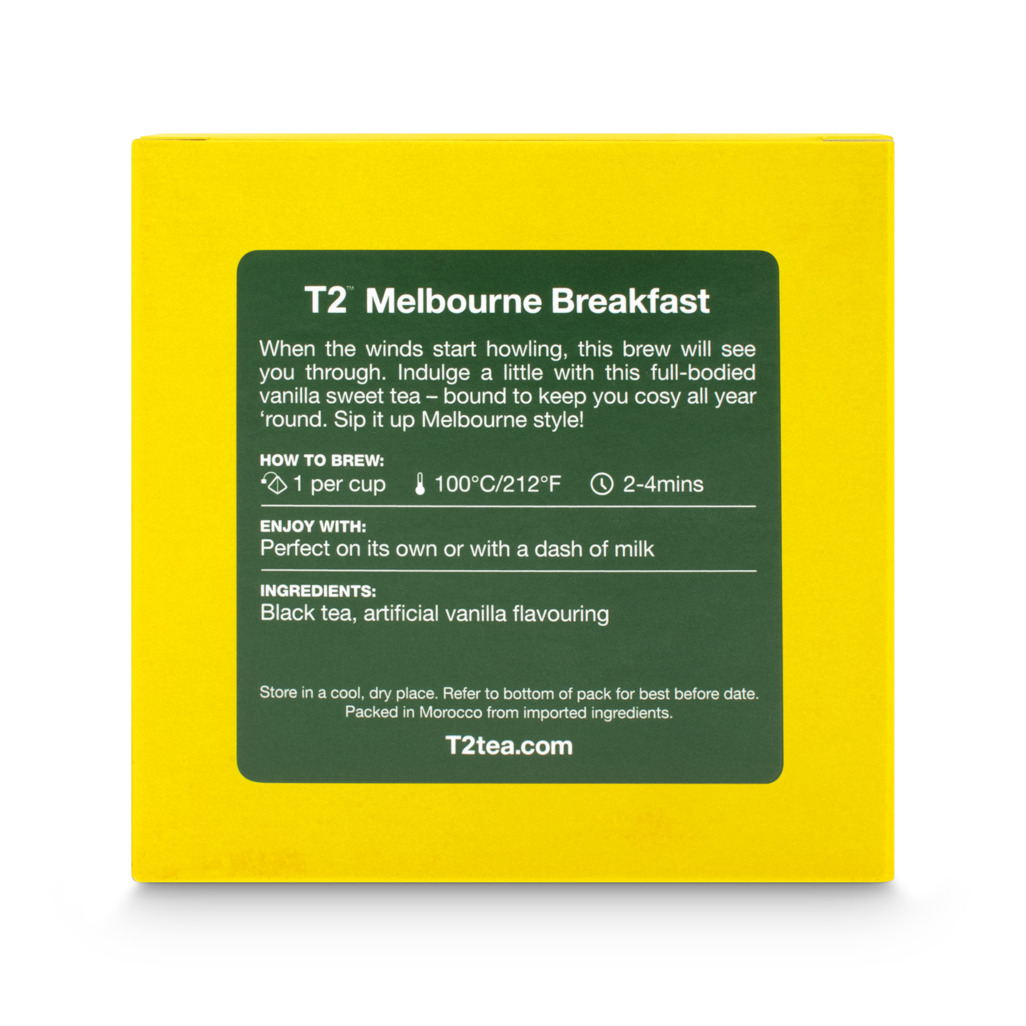 T2™ Melbourne Breakfast
When the winds start howling, this brew will see
you through. Indulge a little with this full-bodied
vanilla sweet tea – bound to keep you cosy all year
‘round. Sip it up Melbourne style!
HOW TO BREW:
1 per cup 100°C/212°F 2-4mins
ENJOY WITH:
Perfect on its own or with a dash of milk
INGREDIENTS:
Black tea, artificial vanilla flavouring
Store in a cool, dry place. Refer to bottom of pack for best before date.
Packed in Morocco from imported ingredients.
T2tea.com